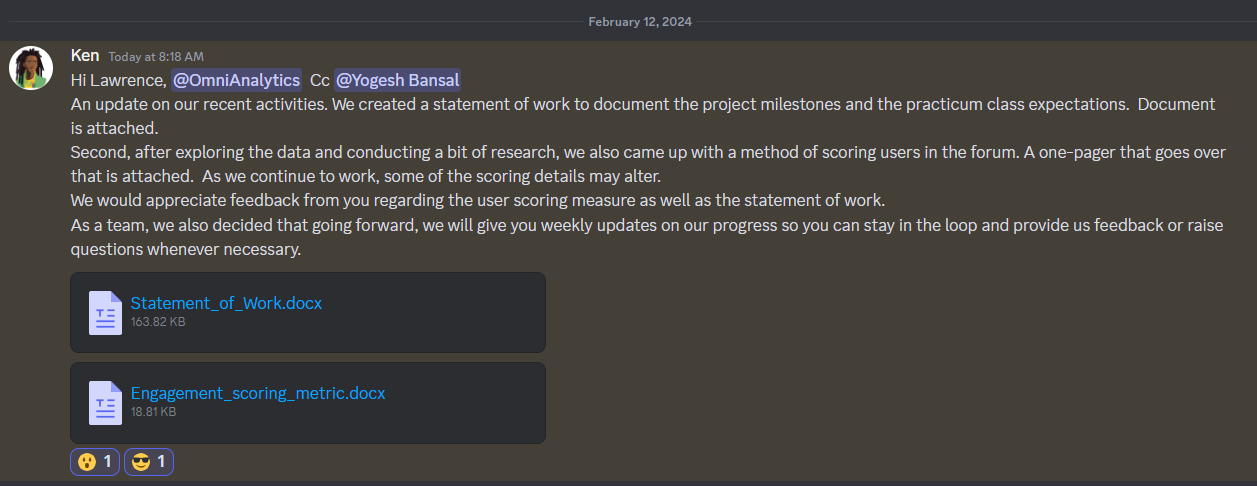 February 12, 2024
Ken Today at 8:18 AM
Hi Lawrence, @OmniAnalytics Cc @Yogesh Bansal
An update on our recent activities. We created a statement of work to document the project milestones and the practicum class expectations. Document
is attached.
Second, after exploring the data and conducting a bit of research, we also came up with a method of scoring users in the forum. A one-pager that goes over
that is attached. As we continue to work, some of the scoring details may alter.
We would appreciate feedback from you regarding the user scoring measure as well as the statement of work.
As a team, we also decided that going forward, we will give you weekly updates on our progress so you can stay in the loop and provide us feedback or raise
questions whenever necessary.
Statement_of_Work.docx
163.82 KB
Engagement_scoring_metric.docx
18.81 KB
😮 1 😎 1